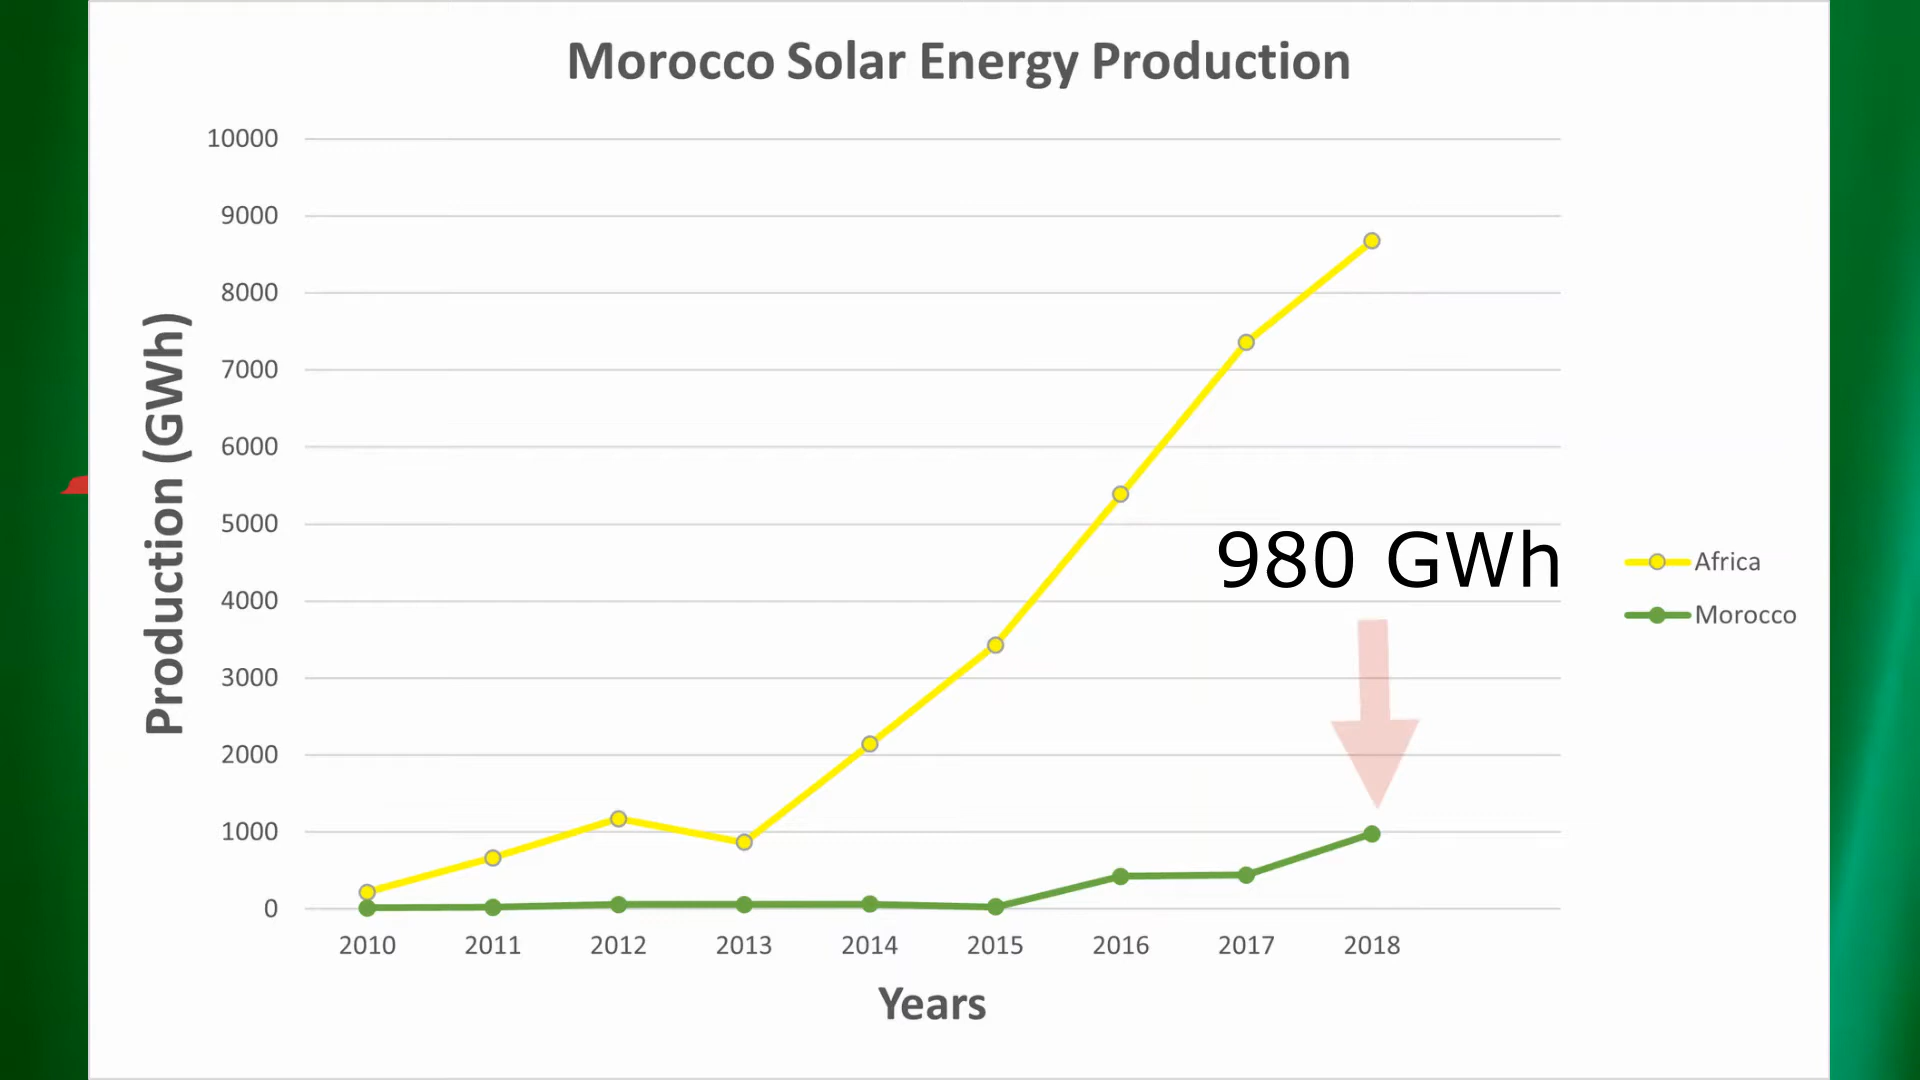 Morocco Solar Energy Production
10000
9000
8000
7000
6000
5000
4000
3000
2000
1000
0
Production (GWh)
980 GWh
Africa
Morocco
2010 2011 2012 2013 2014 2015 2016 2017 2018
Years